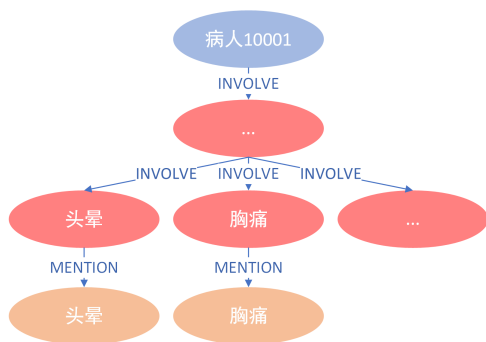 病人10001
INVOLVE
...
INVOLVE INVOLVE INVOLVE
头晕 胸痛 ...
MENTION MENTION
头晕 胸痛